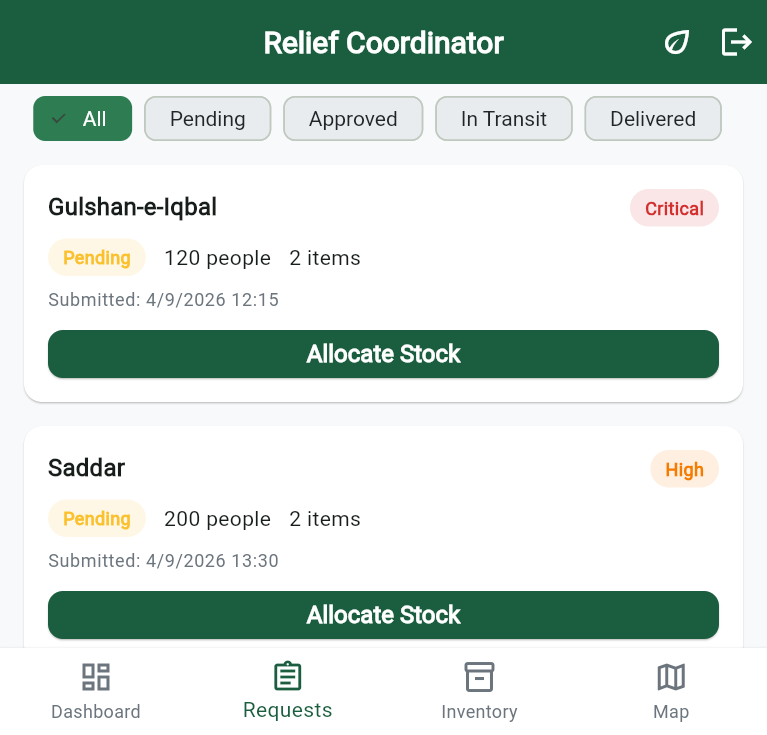 Relief Coordinator
All Pending Approved In Transit Delivered
Gulshan-e-Iqbal Critical
Pending 120 people 2 items
Submitted: 4/9/2026 12:15
Allocate Stock
Saddar High
Pending 200 people 2 items
Submitted: 4/9/2026 13:30
Allocate Stock
Dashboard Requests Inventory Map